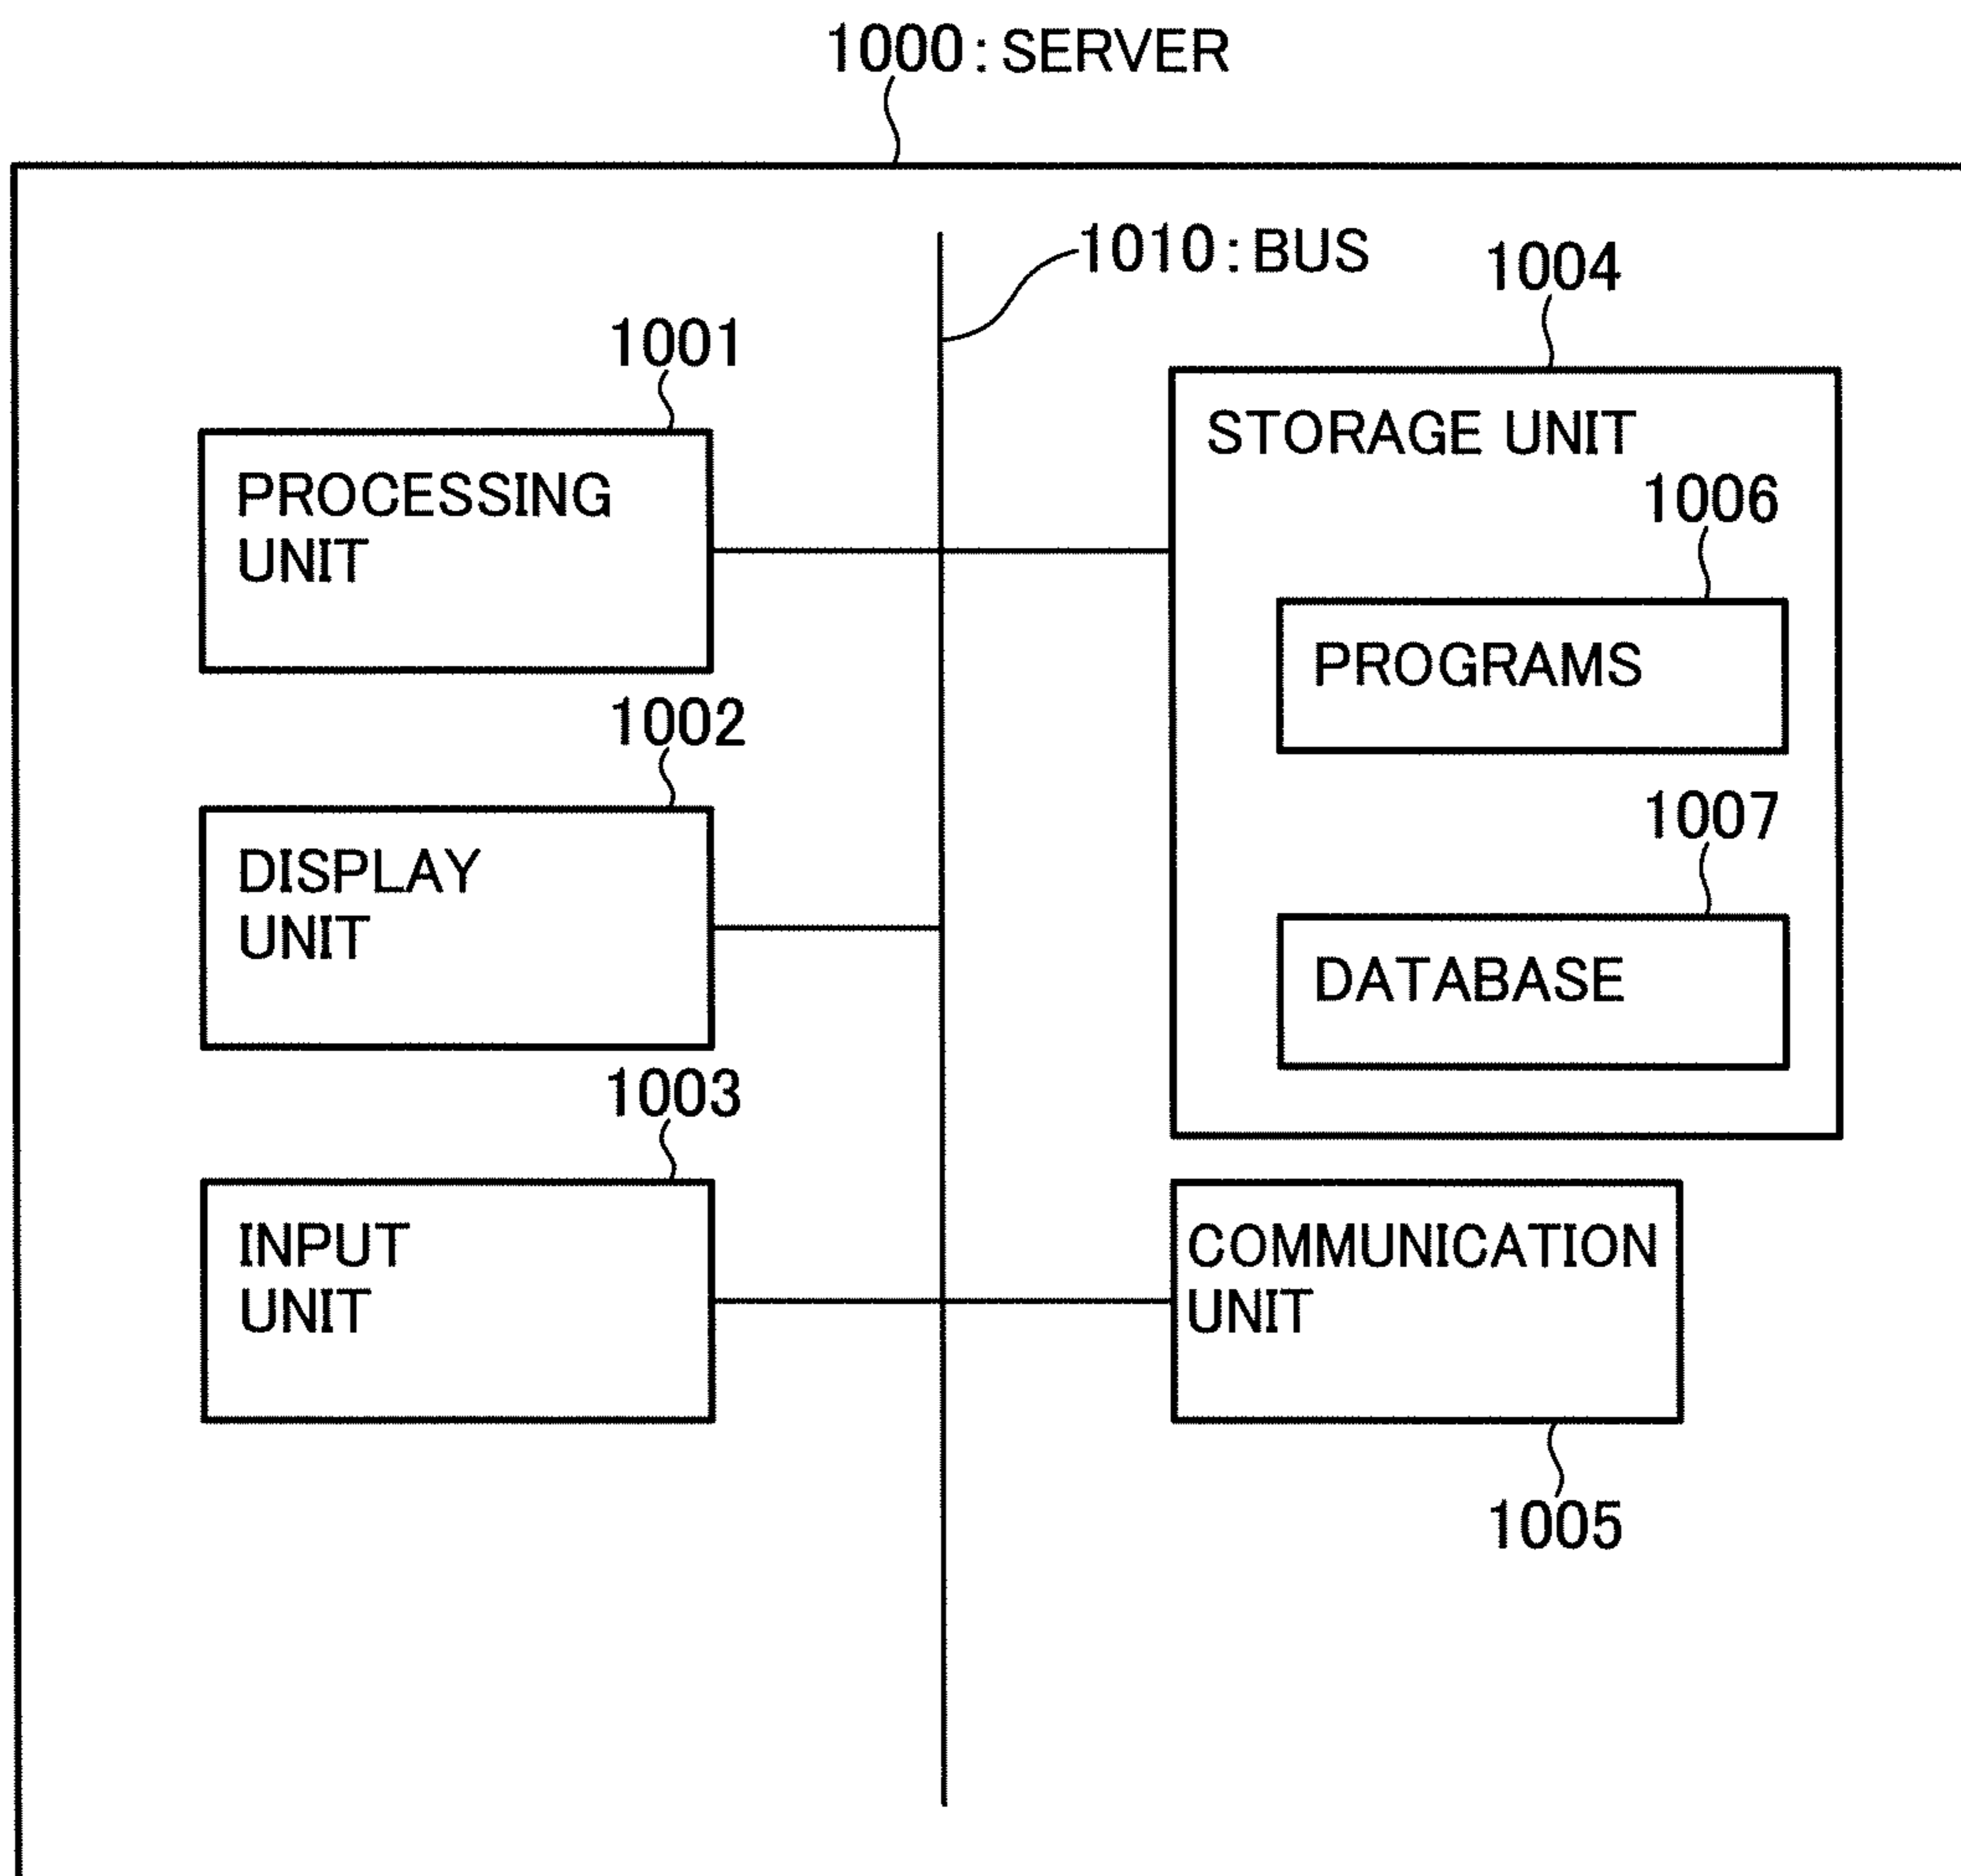 1000:SERVER
1010:BUS
1001
PROCESSING
UNIT
1002
DISPLAY
UNIT
1003
INPUT
UNIT
1004
STORAGE UNIT
1006
PROGRAMS
1007
DATABASE
COMMUNICATION
UNIT
1005